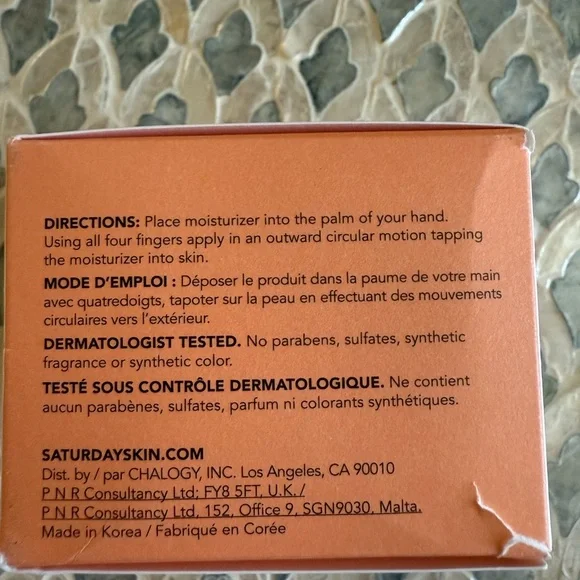 DIRECTIONS: Place moisturizer into the palm of your hand.
Using all four fingers apply in an outward circular motion tapping
the moisturizer into skin.
MODE D'EMPLOI : Déposer le produit dans la paume de votre main
avec quatredoigts, tapoter sur la peau en effectuant des mouvements
circulaires vers l'extérieur.
DERMATOLOGIST TESTED. No parabens, sulfates, synthetic
fragrance or synthetic color.
TESTÉ SOUS CONTRÔLE DERMATOLOGIQUE. Ne contient
aucun parabènes, sulfates, parfum ni colorants synthétiques.
SATURDAYSKIN.COM
Dist. by / par CHALOGY, INC. Los Angeles, CA 90010
P N R Consultancy Ltd; FY8 5FT, U.K. /
P N R Consultancy Ltd, 152, Office 9, SGN9030, Malta.
Made in Korea / Fabriqué en Corée